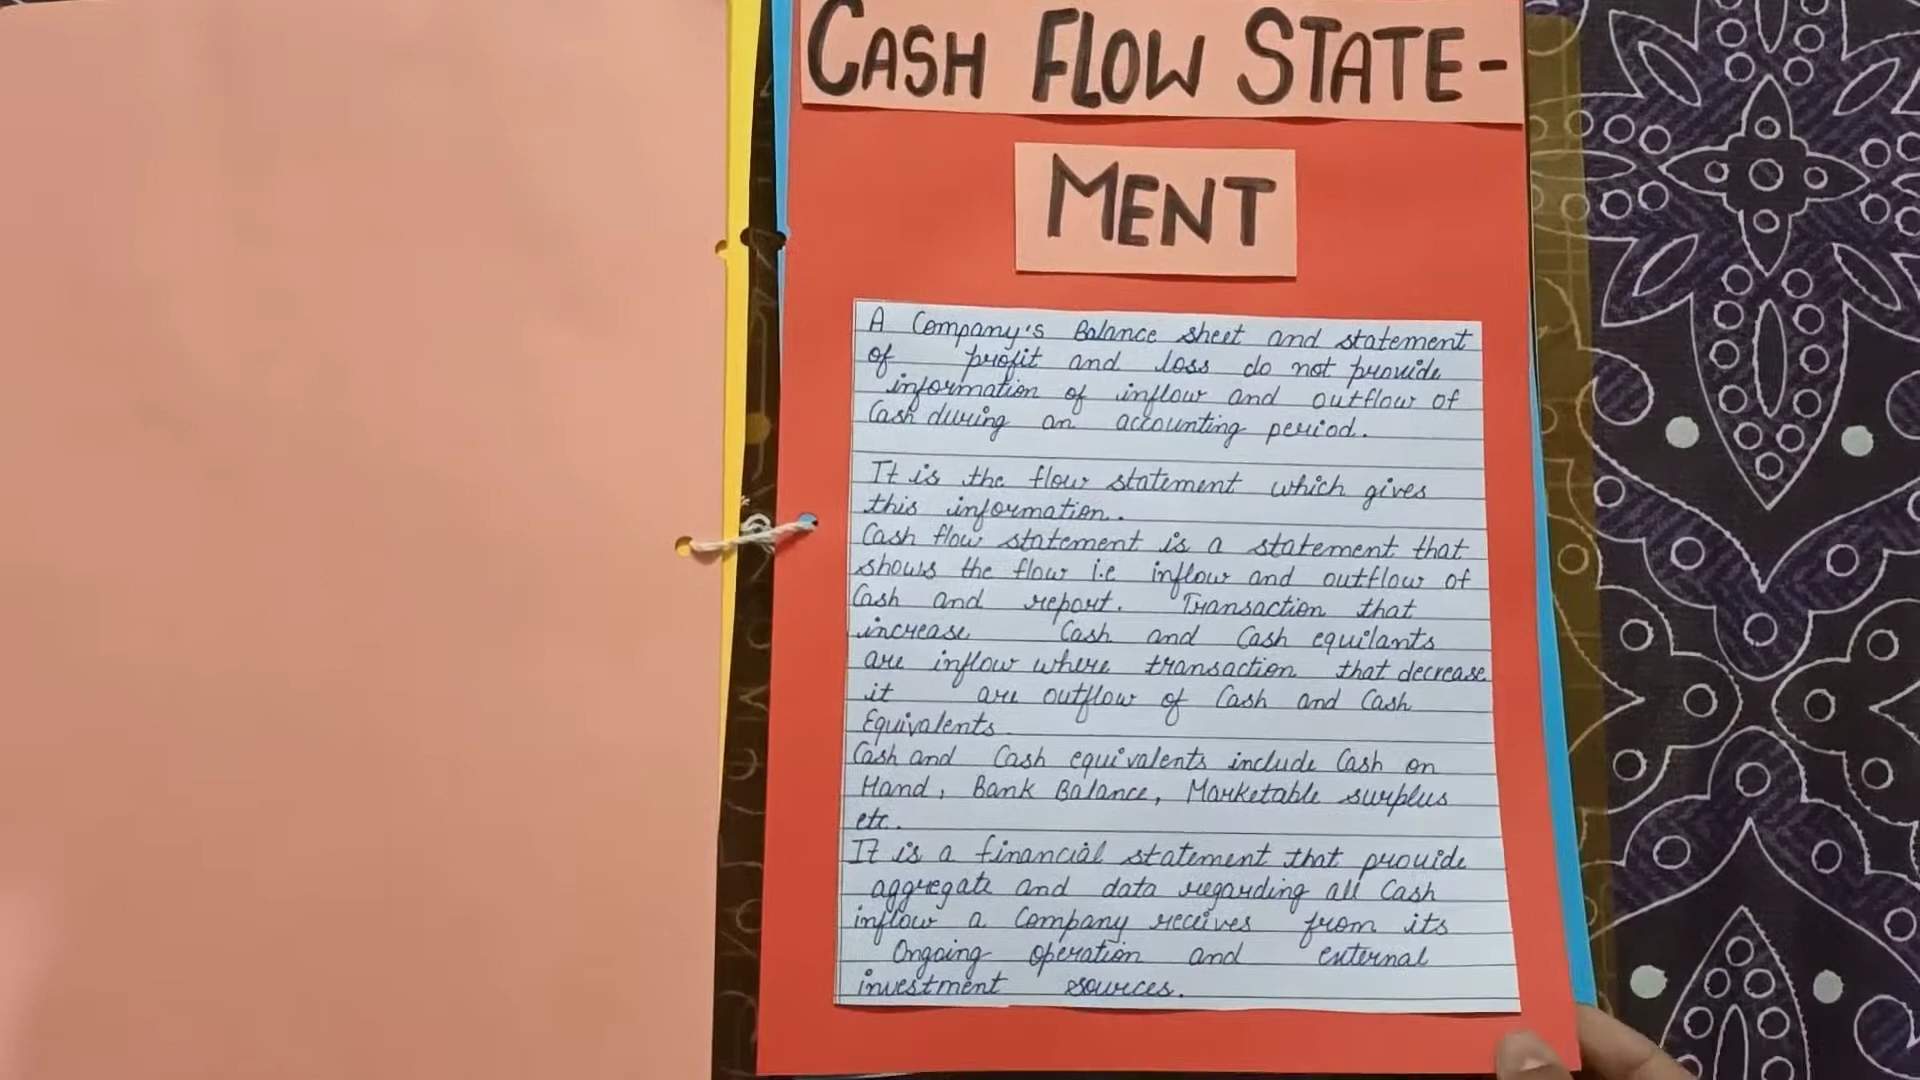 CASH FLOW STATE-
MENT
A Company's Balance sheet and statement
of profit and loss do not provide
information of inflow and outflow of
Cash during an accounting period.
It is the flow statement which gives
this information.
Cash flow statement is a statement that
shows the flow i.e inflow and outflow of
Cash and report. Transaction that
increase Cash and Cash equilants
are inflow where transaction that decrease
it are outflow of Cash and Cash
Equivalents
Cash and Cash equivalents include Cash on
Hand, Bank Balance, Marketable surplus
etc.
It is a financial statement that provide
aggregate and data regarding all Cash
inflow a Company receives from its
Ongoing operation and external
investment sources.